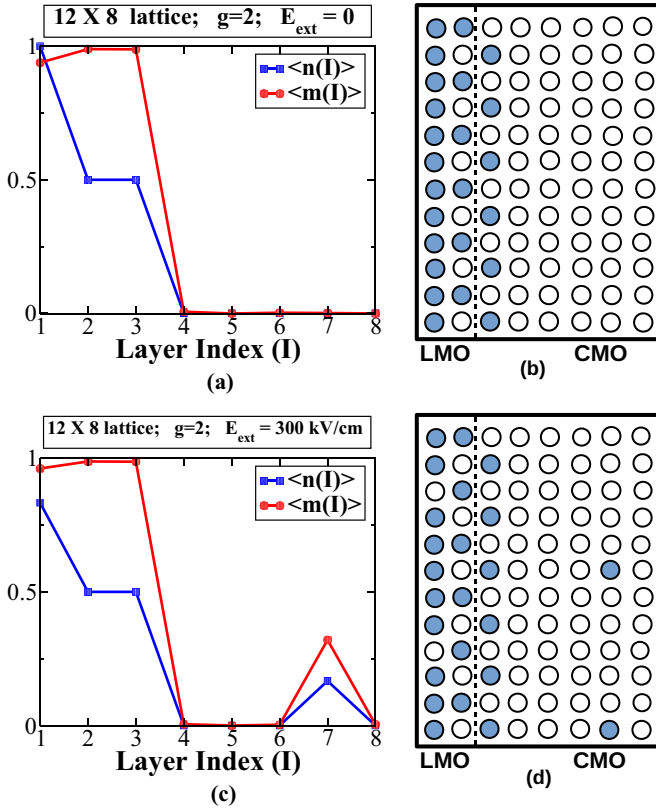 12 X 8 lattice; g=2; E_ext = 0
<n(I)>
<m(I)>
1
0.5
0
1 2 3 4 5 6 7 8
Layer Index (I)
(a)
LMO CMO
(b)
12 X 8 lattice; g=2; E_ext = 300 kV/cm
<n(I)>
<m(I)>
1
0.5
0
1 2 3 4 5 6 7 8
Layer Index (I)
(c)
LMO CMO
(d)